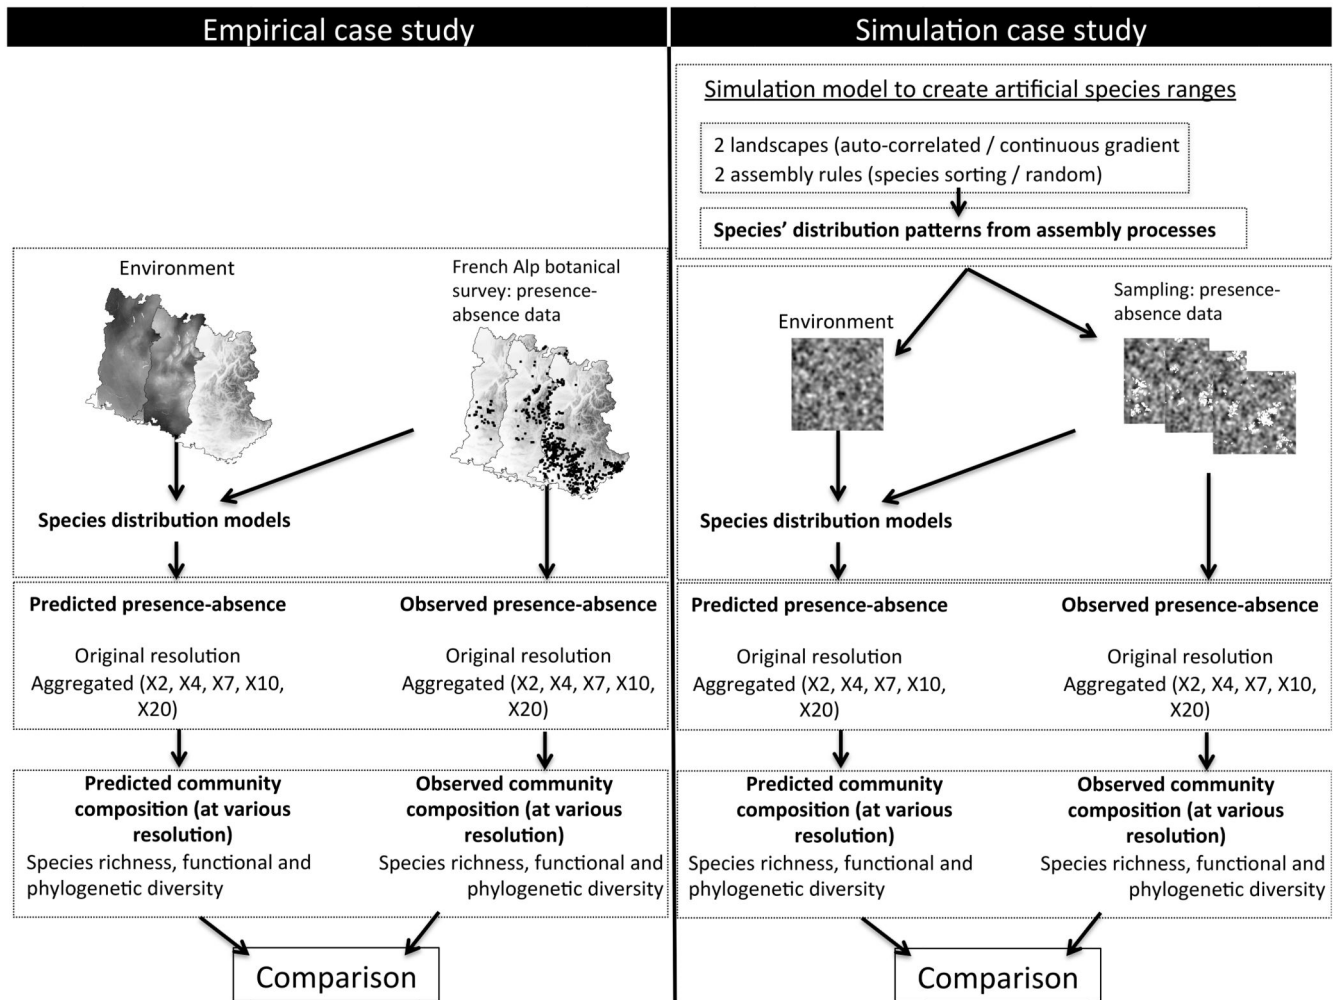 Empirical case study
Environment
French Alp botanical
survey: presence-
absence data
Species distribution models
Predicted presence-absence
Original resolution
Aggregated (X2, X4, X7, X10,
X20)
Observed presence-absence
Original resolution
Aggregated (X2, X4, X7, X10,
X20)
Predicted community
composition (at various
resolution)
Species richness, functional and
phylogenetic diversity
Observed community
composition (at various
resolution)
Species richness, functional and
phylogenetic diversity
Comparison
Simulation case study
Simulation model to create artificial species ranges
2 landscapes (auto-correlated / continuous gradient
2 assembly rules (species sorting / random)
Species’ distribution patterns from assembly processes
Environment
Sampling: presence-
absence data
Species distribution models
Predicted presence-absence
Original resolution
Aggregated (X2, X4, X7, X10,
X20)
Observed presence-absence
Original resolution
Aggregated (X2, X4, X7, X10,
X20)
Predicted community
composition (at various
resolution)
Species richness, functional and
phylogenetic diversity
Observed community
composition (at various
resolution)
Species richness, functional and
phylogenetic diversity
Comparison